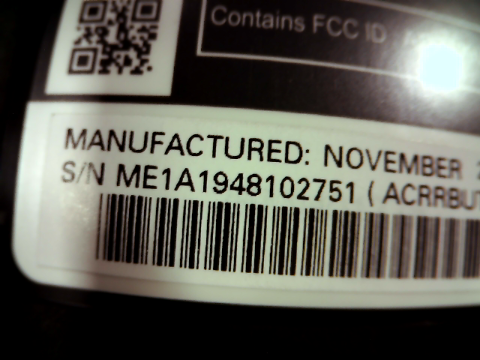 Contains FCC ID
MANUFACTURED: NOVEMBER
S/N ME1A1948102751 ( ACRRBUT